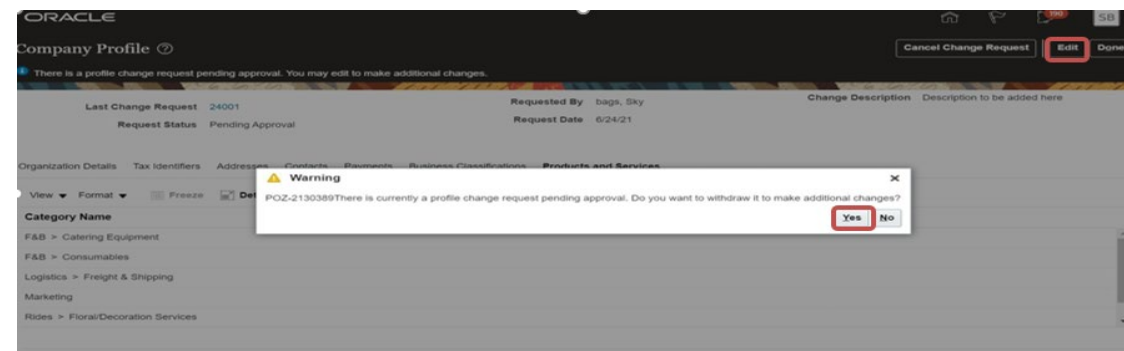 ORACLE
390 SB
Company Profile
Cancel Change Request Edit Done
There is a profile change request pending approval. You may edit to make additional changes.
Last Change Request 24001 Requested By bags, Sky Change Description Description to be added here
Request Status Pending Approval Request Date 6/24/21
Organization Details Tax Identifiers Addresses Contacts Payments Business Classifications Products and Services
Warning
View Format Freeze Det
POZ-2130389There is currently a profile change request pending approval. Do you want to withdraw it to make additional changes?
Yes No
Category Name
F&B > Catering Equipment
F&B > Consumables
Logistics > Freight & Shipping
Marketing
Rides > Floral/Decoration Services